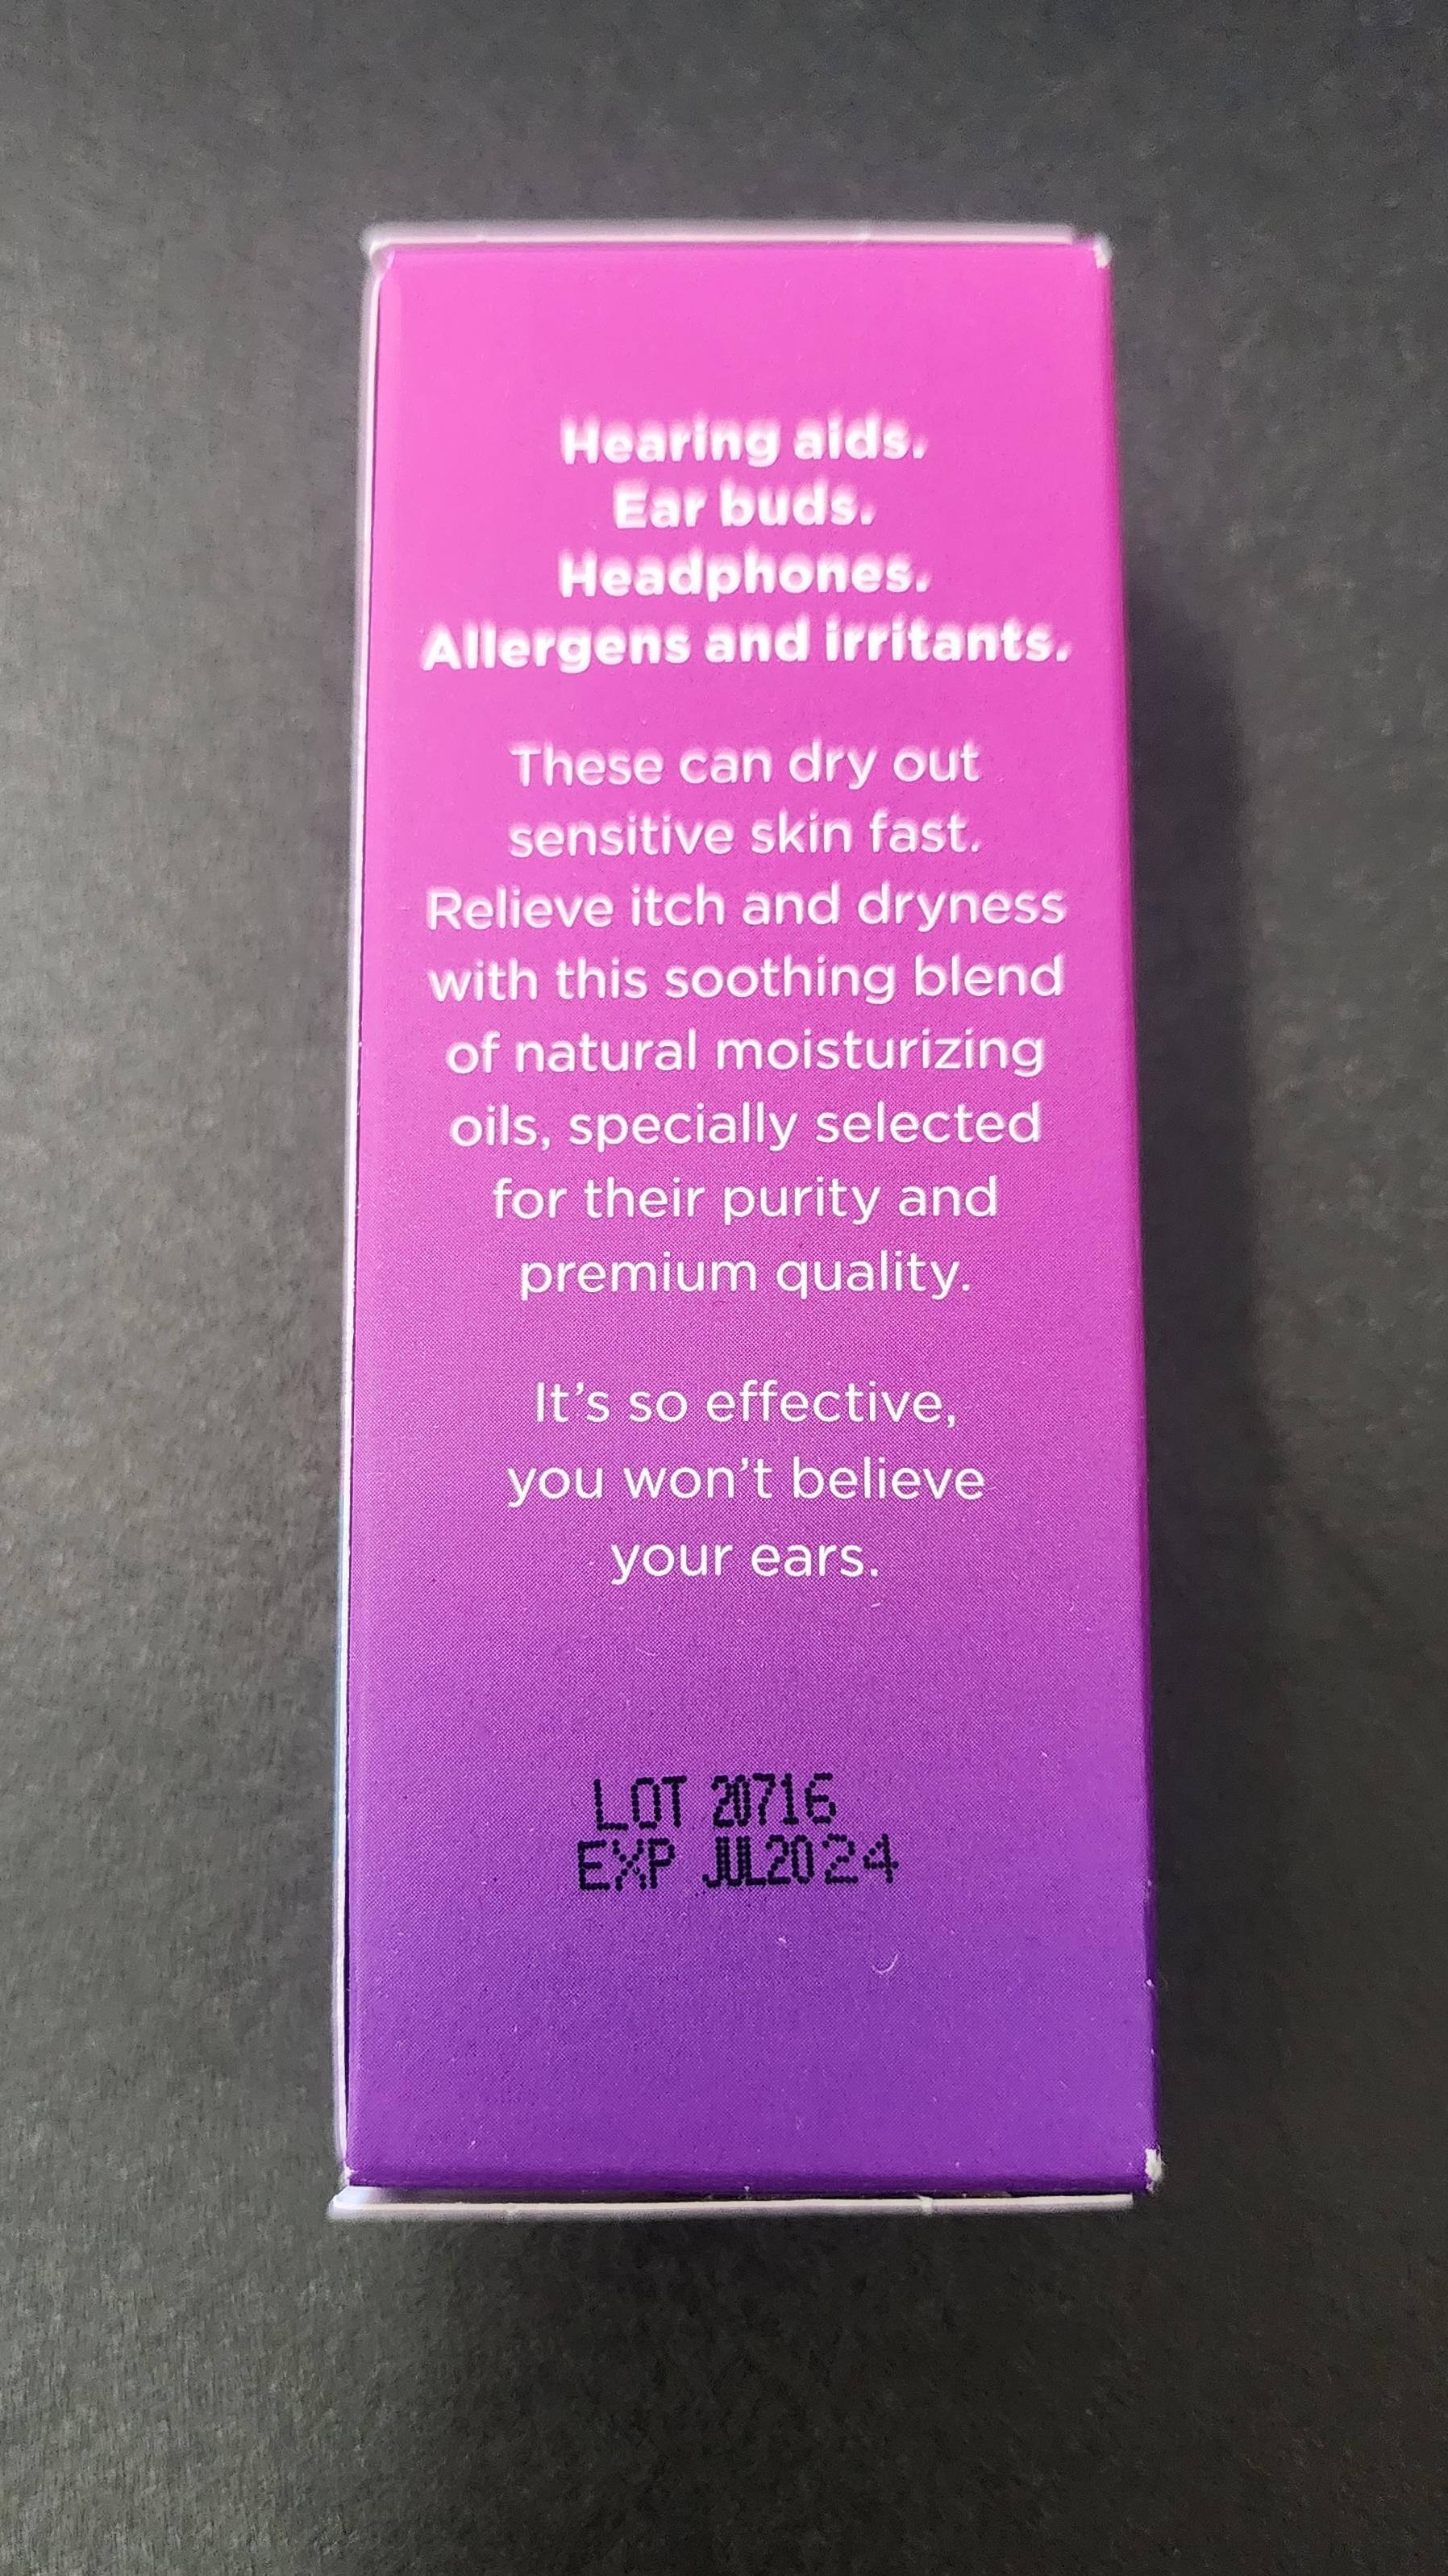 Hearing aids.
Ear buds.
Headphones.
Allergens and irritants.
These can dry out
sensitive skin fast.
Relieve itch and dryness
with this soothing blend
of natural moisturizing
oils, specially selected
for their purity and
premium quality.
It's so effective,
you won't believe
your ears.
LOT 20716
EXP JUL2024